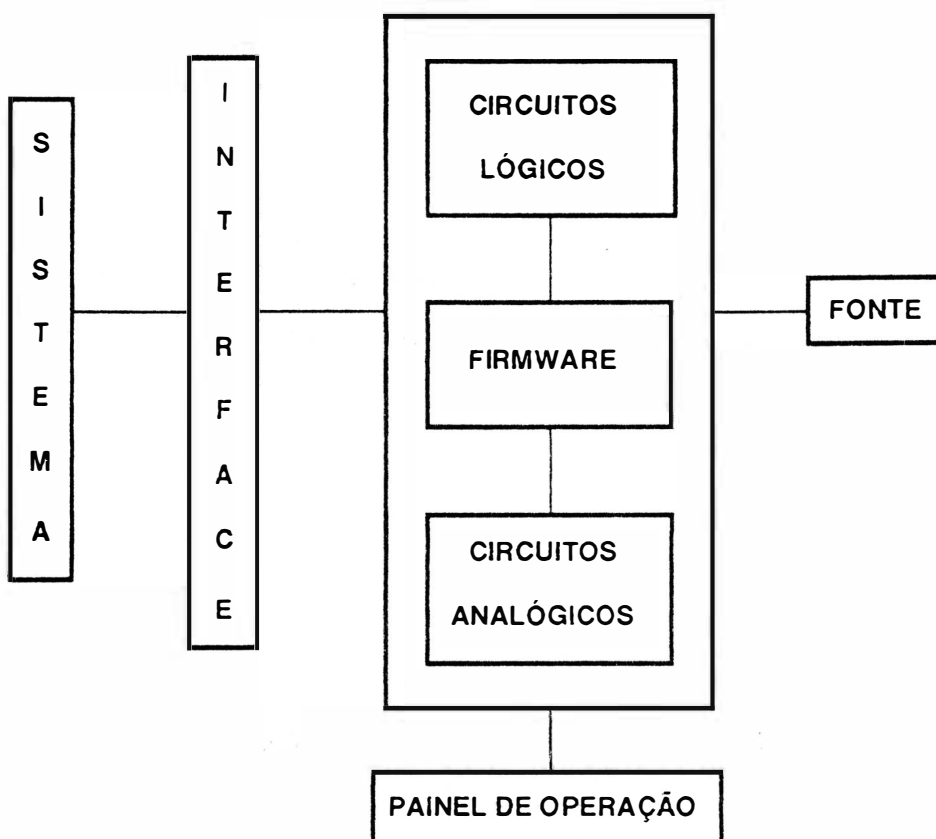 SISTEMA
INTERFACE
CIRCUITOS
LÓGICOS
FIRMWARE
CIRCUITOS
ANALÓGICOS
FONTE
PAINEL DE OPERAÇÃO